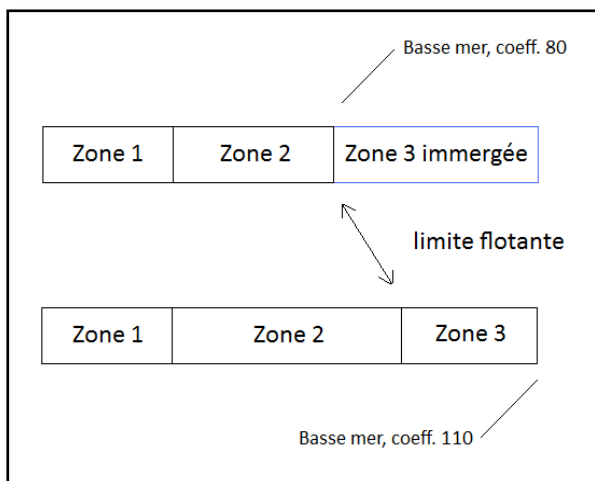 Basse mer, coeff. 80
Zone 1 Zone 2 Zone 3 immergée
limite flotante
Zone 1 Zone 2 Zone 3
Basse mer, coeff. 110